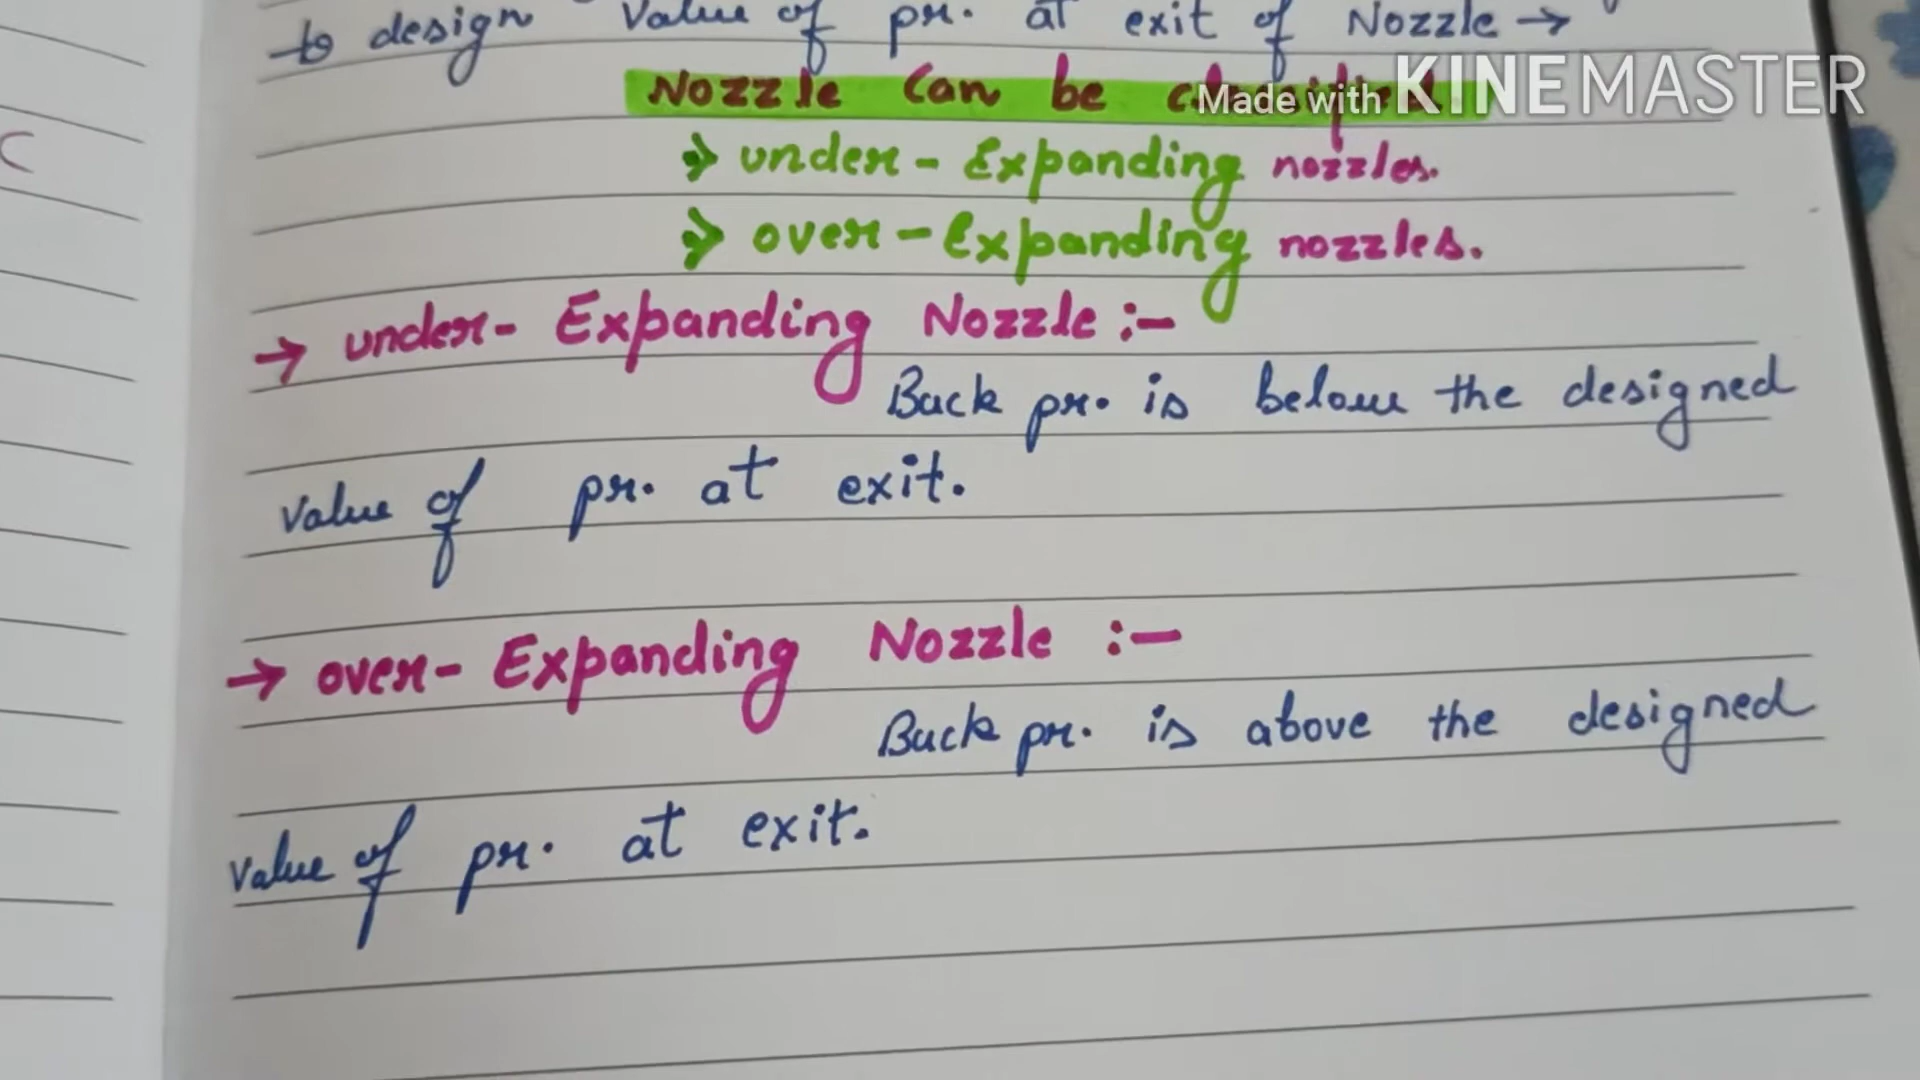 to design value of pr. at exit of Nozzle →
Nozzle can be classified.
Made with KINEMASTER
→ under - Expanding nozzles.
→ over - Expanding nozzles.
→ under - Expanding Nozzle :-
Back pr. is below the designed
value of pr. at exit.
→ over - Expanding Nozzle :-
Back pr. is above the designed
value of pr. at exit.